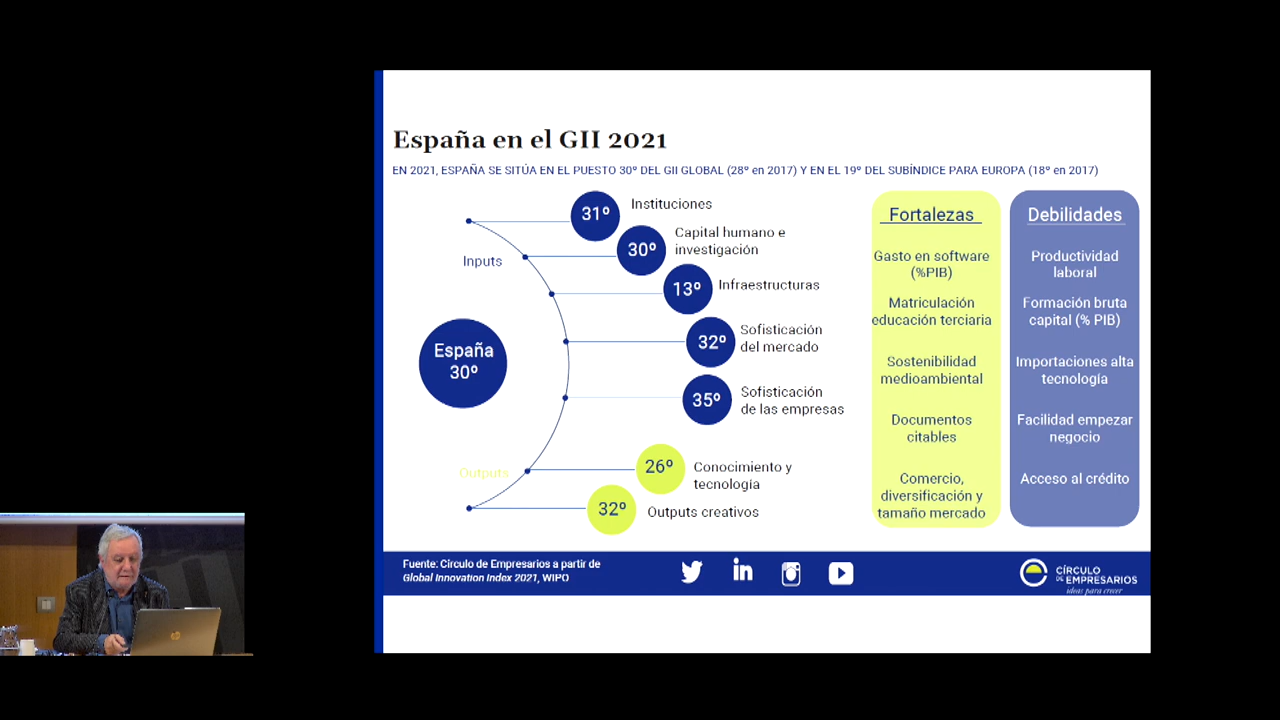 España en el GII 2021
EN 2021, ESPAÑA SE SITÚA EN EL PUESTO 30º DEL GII GLOBAL (28º en 2017) Y EN EL 19º DEL SUBÍNDICE PARA EUROPA (18º en 2017)
Inputs
España
30º
Outputs
31º
Instituciones
30º
Capital humano e
investigación
13º
Infraestructuras
32º
Sofisticación
del mercado
35º
Sofisticación
de las empresas
26º
Conocimiento y
tecnología
32º
Outputs creativos
Fortalezas
Gasto en software
(%PIB)
Matriculación
educación terciaria
Sostenibilidad
medioambiental
Documentos
citables
Comercio,
diversificación y
tamaño mercado
Debilidades
Productividad
laboral
Formación bruta
capital (% PIB)
Importaciones alta
tecnología
Facilidad empezar
negocio
Acceso al crédito
Fuente: Círculo de Empresarios a partir de
Global Innovation Index 2021, WIPO
in
CÍRCULO
DE EMPRESARIOS
ideas para crecer